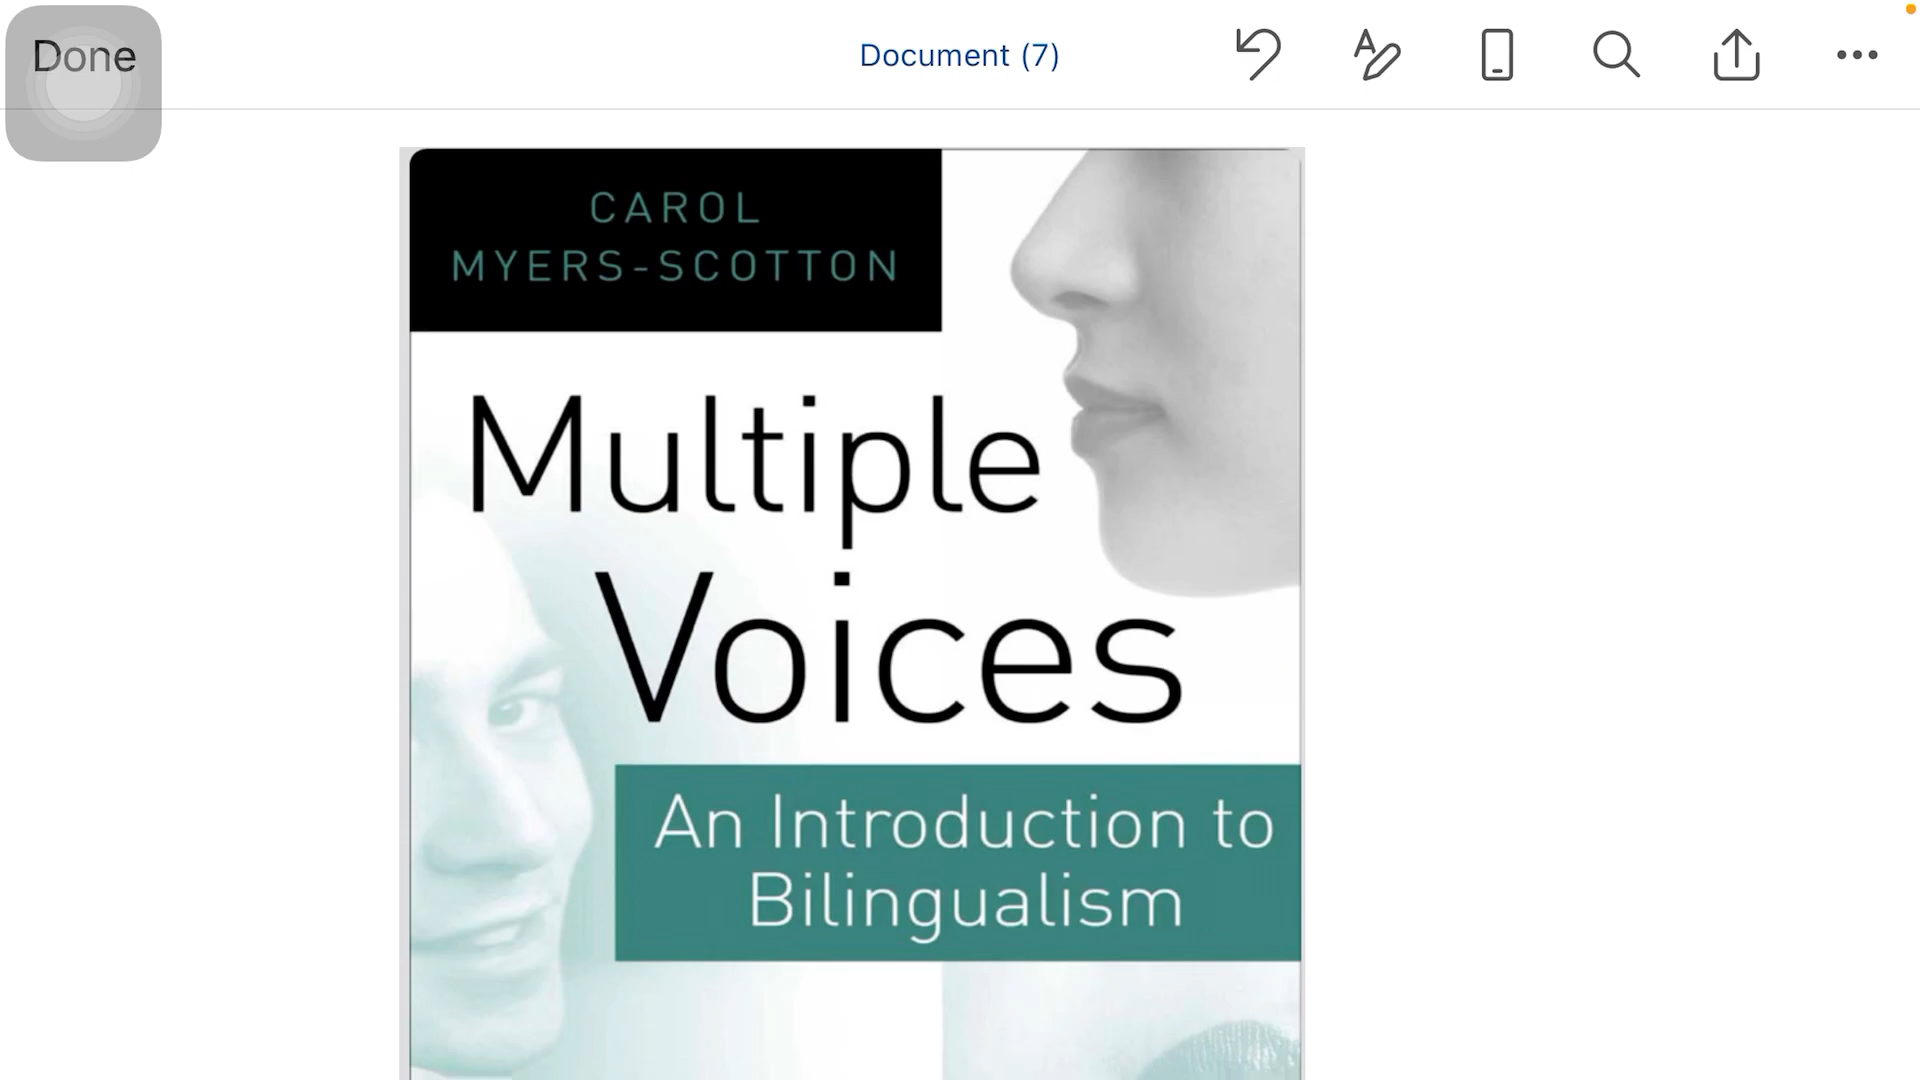 Done
Document (7)
CAROL
MYERS-SCOTTON
Multiple
Voices
An Introduction to
Bilingualism